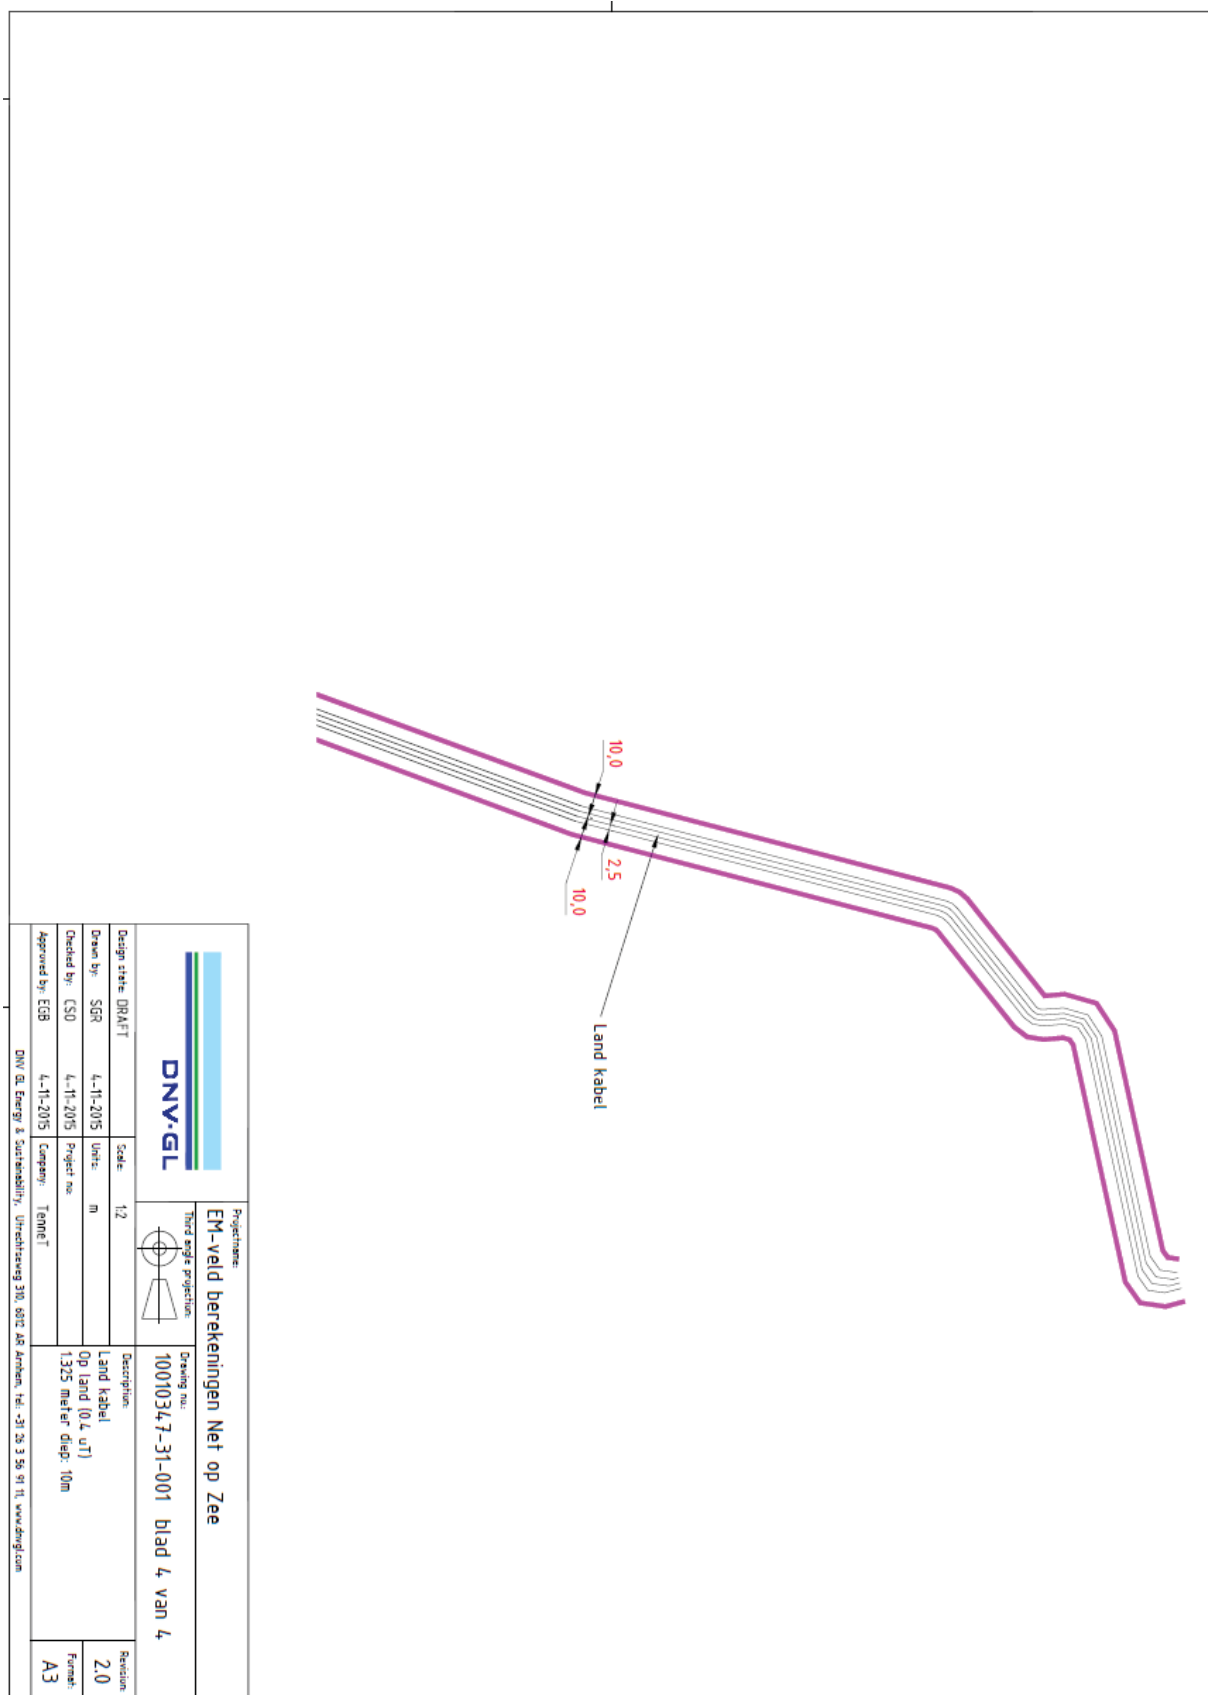 10,0
2,5
10,0
Land kabel
DNV·GL
Projectname:
EM-veld berekeningen Net op Zee
Third angle projection:
Drawing no.:
10010347-31-001 blad 4 van 4
Design state: DRAFT
Scale: 1:2
Description:
Land kabel
Op land (0.4 uT)
1.325 meter diep: 10m
Revision:
2.0
Drawn by: SGR 4-11-2015
Units: m
Checked by: CSO 4-11-2015
Project no:
Approved by: EGB 4-11-2015
Company: TenneT
Format:
A3
DNV GL Energy & Sustainability, Utrechtseweg 310, 6812 AR Arnhem, tel: +31 26 3 56 91 11, www.dnvgl.com